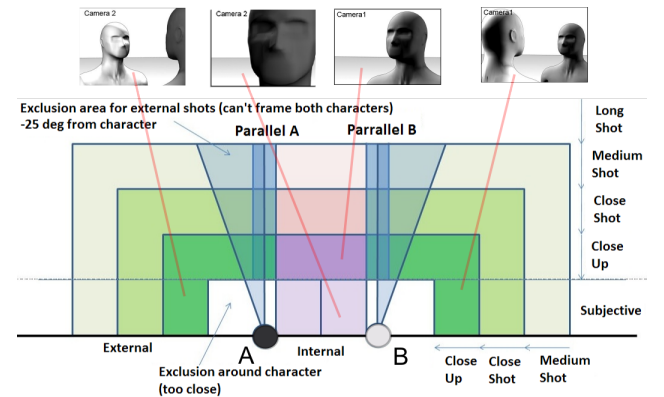 Camera 2
Camera 2
Camera1
Camera1
Exclusion area for external shots (can't frame both characters)
-25 deg from character
Parallel A
Parrallel B
Long
Shot
Medium
Shot
Close
Shot
Close
Up
Subjective
External
A
Internal
B
Exclusion around character
(too close)
Close
Up
Close
Shot
Medium
Shot